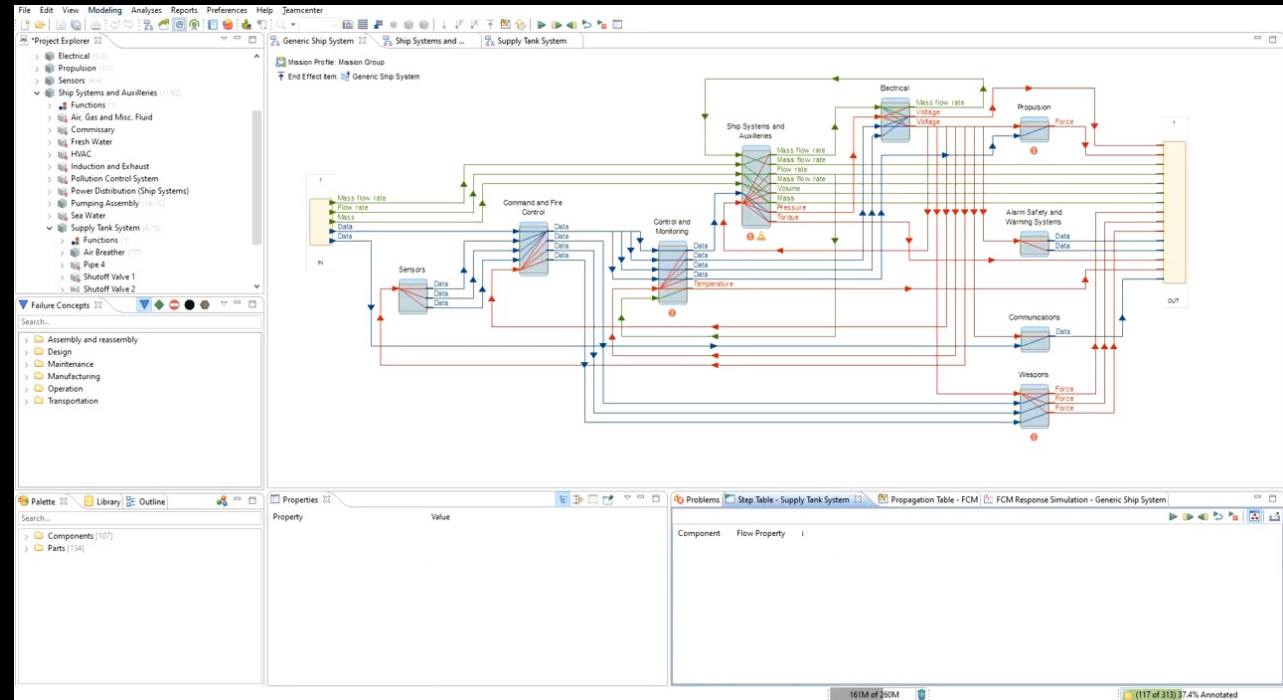 File Edit View Modeling Analyses Reports Preferences Help Teamcenter
*Project Explorer
Electrical
Propulsion
Sensors
Ship Systems and Auxilleries
Functions
Air, Gas and Misc. Fluid
Commissary
Fresh Water
HVAC
Induction and Exhaust
Pollution Control System
Power Distribution (Ship Systems)
Pumping Assembly
Sea Water
Supply Tank System
Functions
Air Breather
Pipe 4
Shutoff Valve 1
Shutoff Valve 2
Failure Concepts
Search...
Assembly and reassembly
Design
Maintenance
Manufacturing
Operation
Transportation
Palette Library Outline
Search...
Components [107]
Parts [134]
Generic Ship System Ship Systems and ... Supply Tank System
Mission Profile: Mission Group
End Effect Item: Generic Ship System
IN
Mass flow rate
Flow rate
Mass
Data
Data
Sensors
Data
Data
Data
Command and Fire
Control
Data
Data
Data
Data
Control and
Monitoring
Data
Data
Data
Data
Temperature
Ship Systems and
Auxilleries
Mass flow rate
Mass flow rate
Flow rate
Mass flow rate
Volume
Mass
Pressure
Torque
Electrical
Mass flow rate
Voltage
Voltage
Propulsion
Force
Alarm Safety and
Warning Systems
Data
Data
Communications
Data
Weapons
Force
Force
Force
OUT
Properties
Property Value
Problems Step Table - Supply Tank System Propagation Table - FCM FCM Response Simulation - Generic Ship System
Component Flow Property i
161M of 260M
(117 of 313) 37.4% Annotated